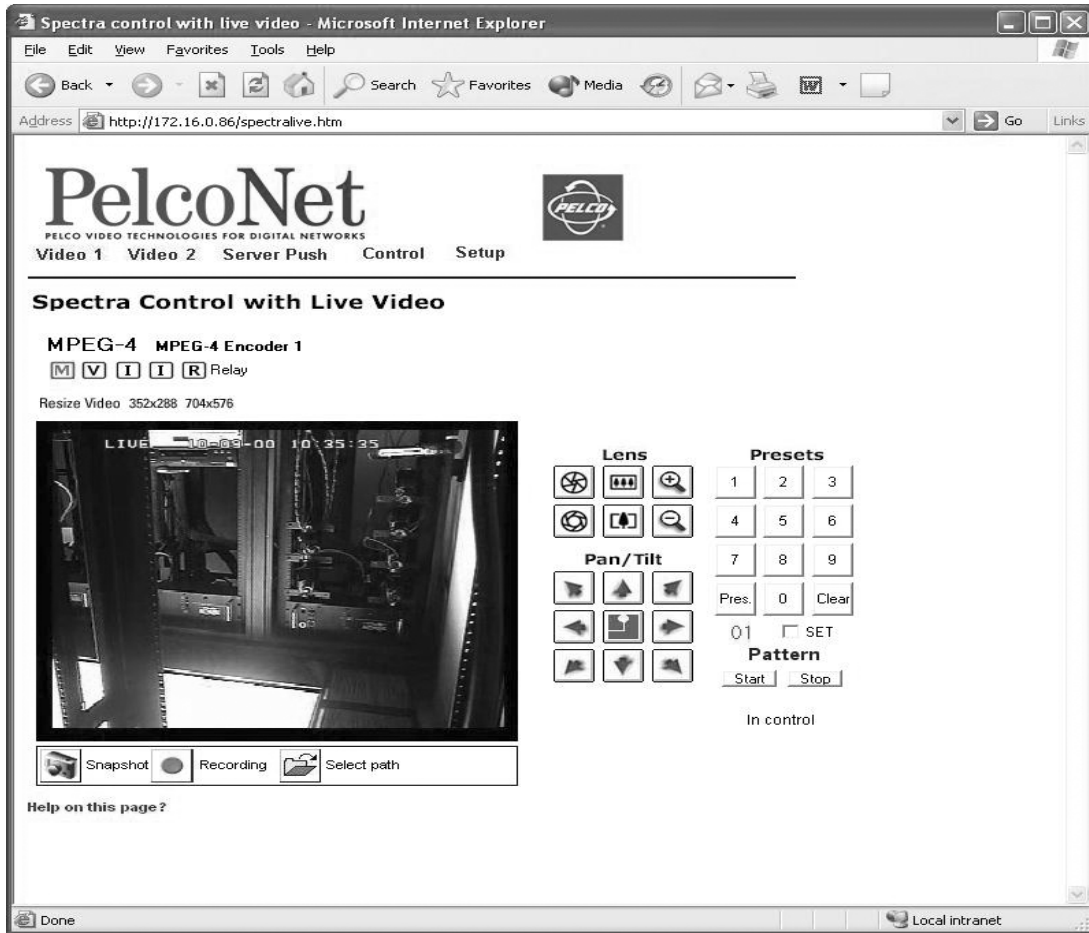 Spectra control with live video - Microsoft Internet Explorer
File Edit View Favorites Tools Help
Back Search Favorites Media W
Address http://172.16.0.86/spectralive.htm Go Links
PelcoNet
PELCO VIDEO TECHNOLOGIES FOR DIGITAL NETWORKS
PELCO
Video 1 Video 2 Server Push Control Setup
Spectra Control with Live Video
MPEG-4 MPEG-4 Encoder 1
M V I I R Relay
Resize Video 352x288 704x576
LIVE 10-09-00 10:35:35
Lens Presets
1 2 3
4 5 6
Pan/Tilt 7 8 9
Pres. 0 Clear
01 SET
Pattern
Start Stop
In control
Snapshot Recording Select path
Help on this page?
Done Local intranet